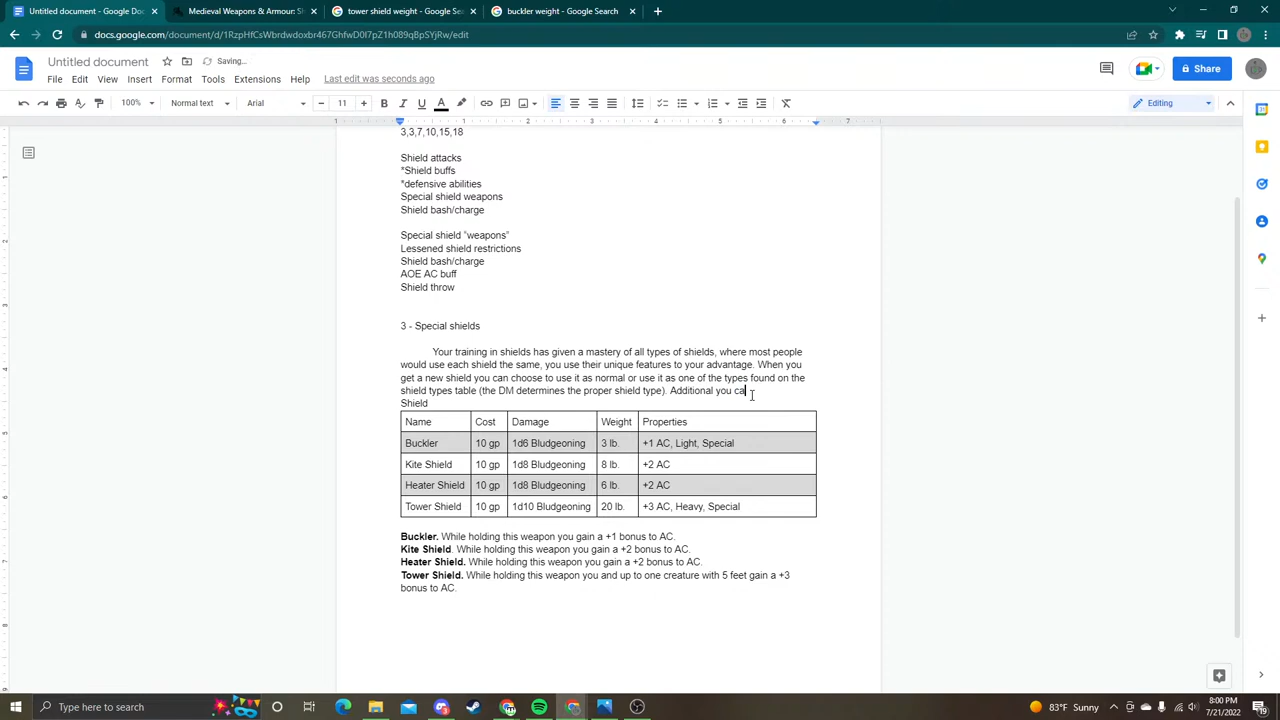 Untitled document - Google Doc
Medieval Weapons & Armour: S
tower shield weight - Google Se
buckler weight - Google Search
docs.google.com/document/d/1RzpHfCsWbrdwdoxbr467GhfwD0I7pZ1h089qBpSYjRw/edit
Untitled document
Saving...
File Edit View Insert Format Tools Extensions Help Last edit was seconds ago
Share
100% Normal text Arial 11 Editing
3,3,7,10,15,18
Shield attacks
*Shield buffs
*defensive abilities
Special shield weapons
Shield bash/charge
Special shield "weapons"
Lessened shield restrictions
Shield bash/charge
AOE AC buff
Shield throw
3 - Special shields
Your training in shields has given a mastery of all types of shields, where most people
would use each shield the same, you use their unique features to your advantage. When you
get a new shield you can choose to use it as normal or use it as one of the types found on the
shield types table (the DM determines the proper shield type). Additional you ca
Shield
Name Cost Damage Weight Properties
Buckler 10 gp 1d6 Bludgeoning 3 lb. +1 AC, Light, Special
Kite Shield 10 gp 1d8 Bludgeoning 8 lb. +2 AC
Heater Shield 10 gp 1d8 Bludgeoning 6 lb. +2 AC
Tower Shield 10 gp 1d10 Bludgeoning 20 lb. +3 AC, Heavy, Special
Buckler. While holding this weapon you gain a +1 bonus to AC.
Kite Shield. While holding this weapon you gain a +2 bonus to AC.
Heater Shield. While holding this weapon you gain a +2 bonus to AC.
Tower Shield. While holding this weapon you and up to one creature with 5 feet gain a +3
bonus to AC.
Type here to search
83°F Sunny
8:00 PM
7/21/2022